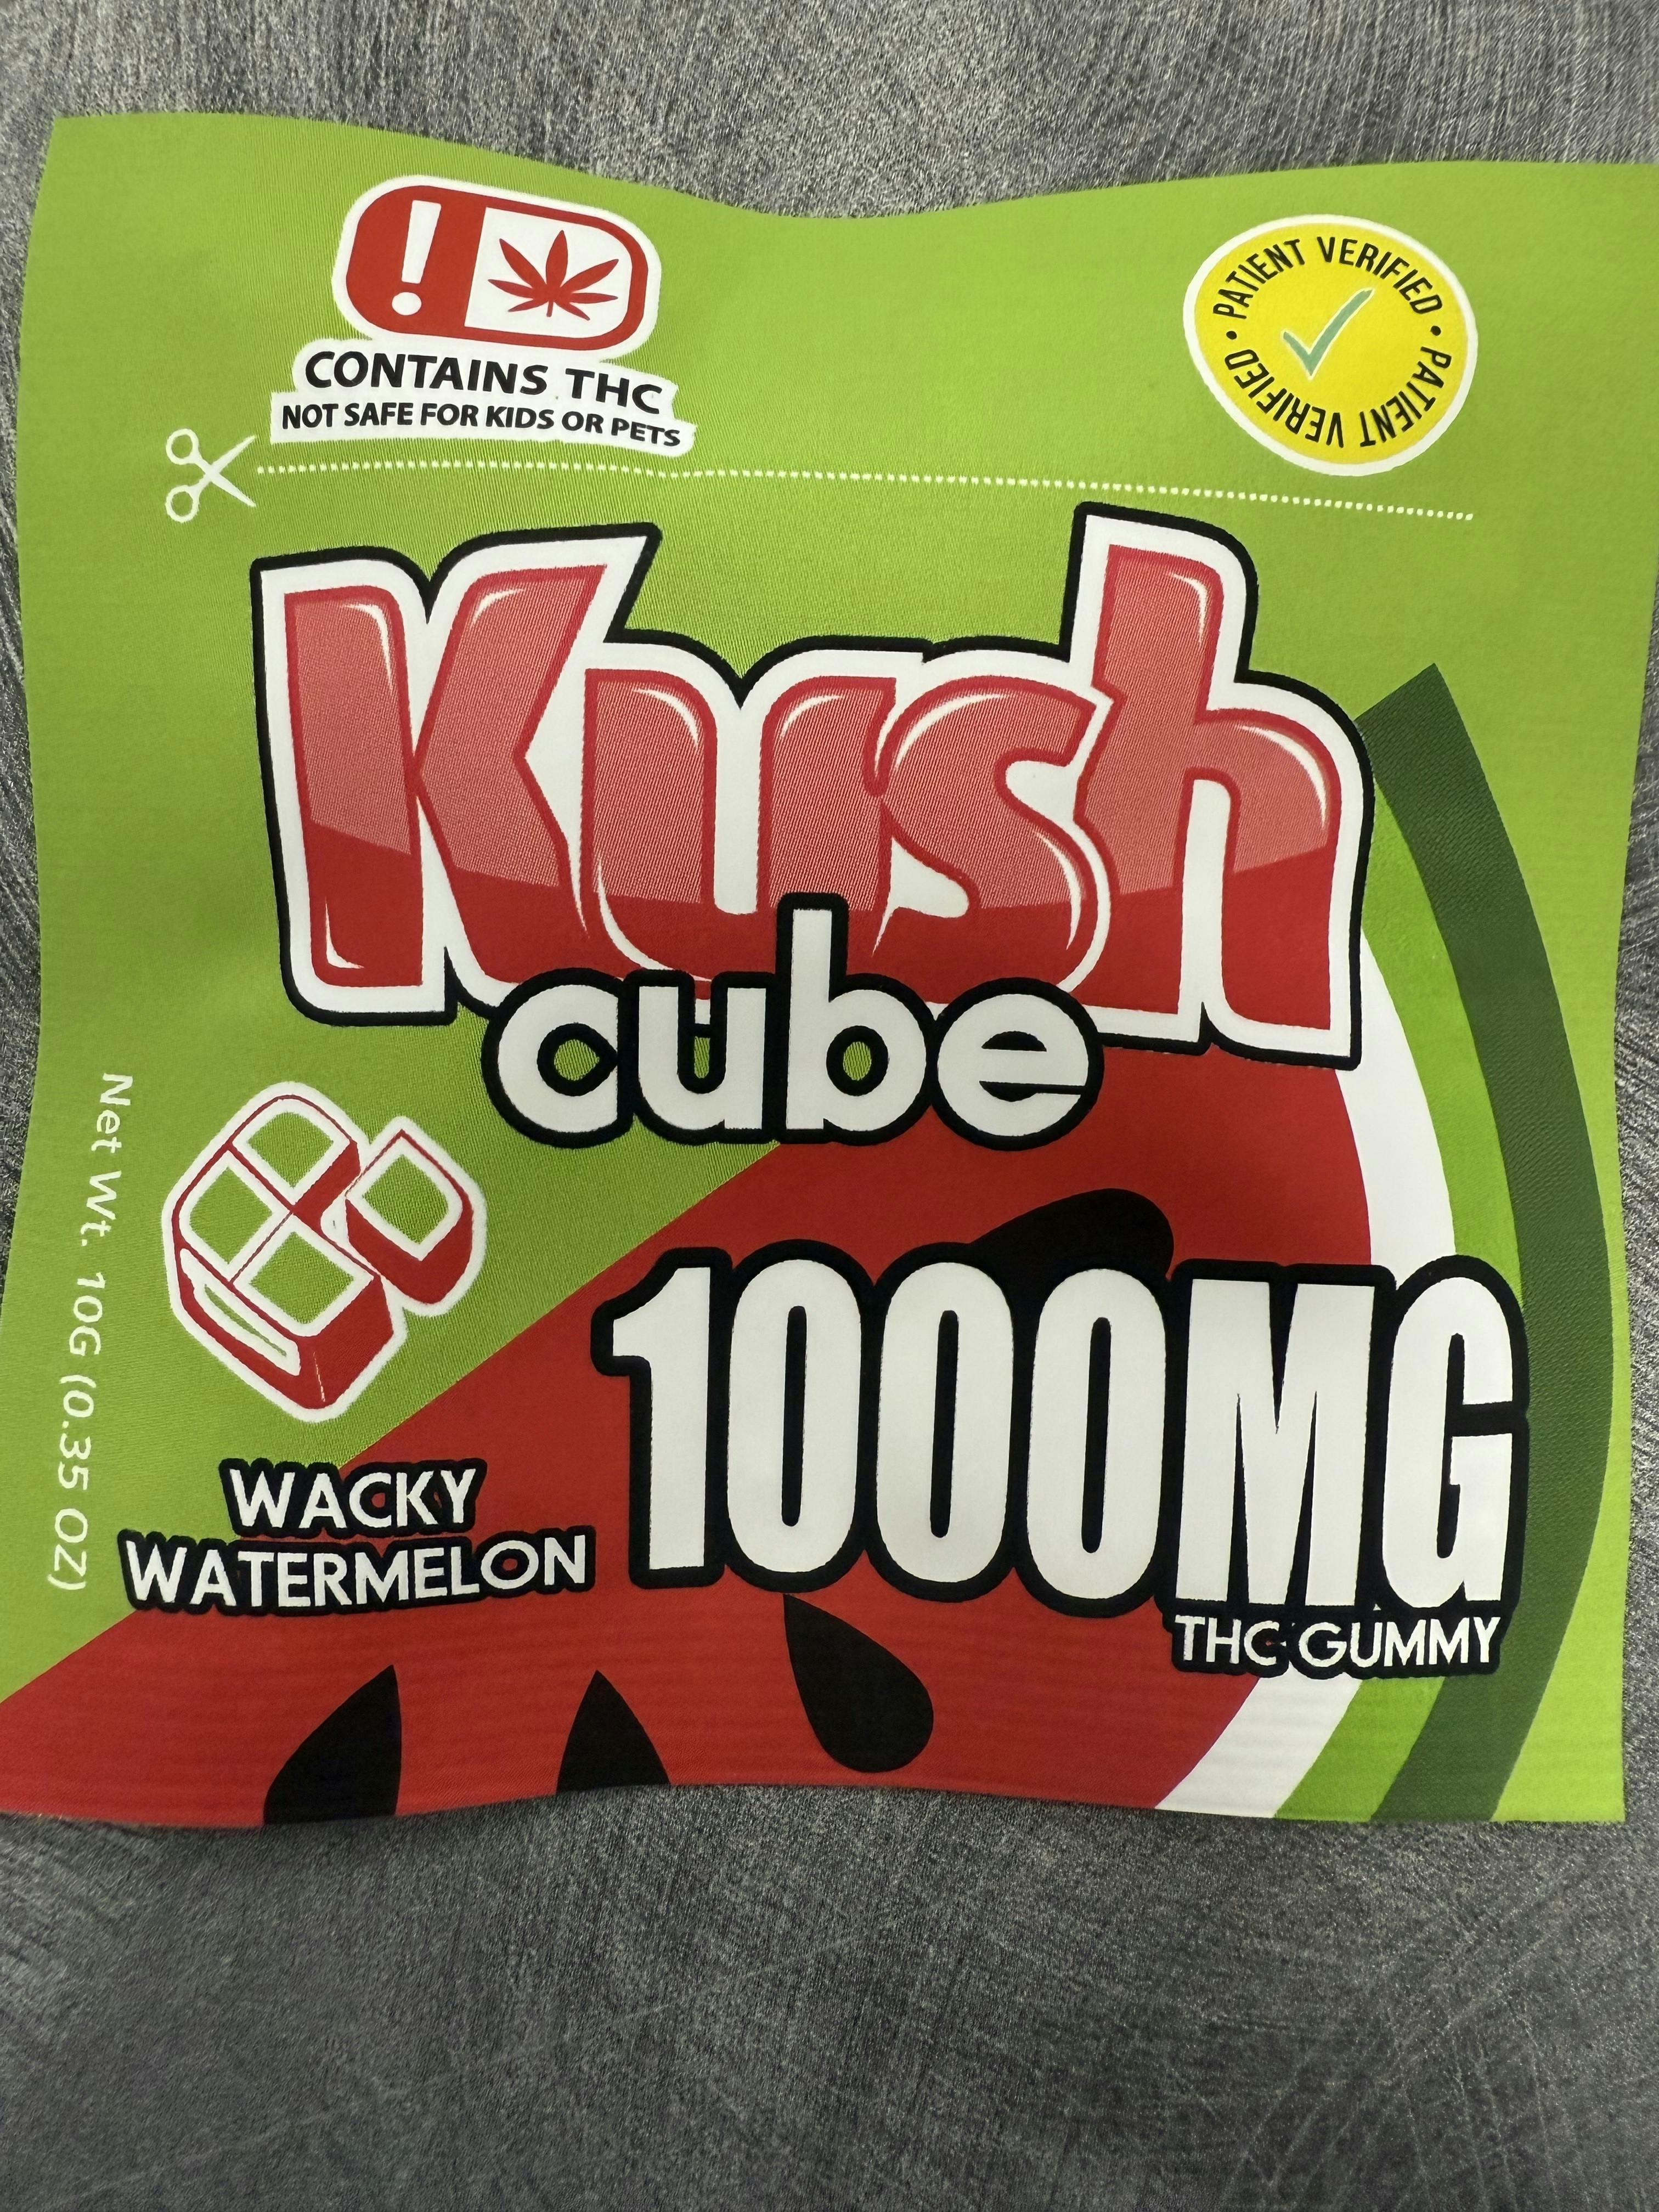 CONTAINS THC
NOT SAFE FOR KIDS OR PETS
PATIENT VERIFIED • PATIENT VERIFIED •
Kush
cube
Net Wt. 10G (0.35 OZ)
1000MG
THC GUMMY
WACKY
WATERMELON